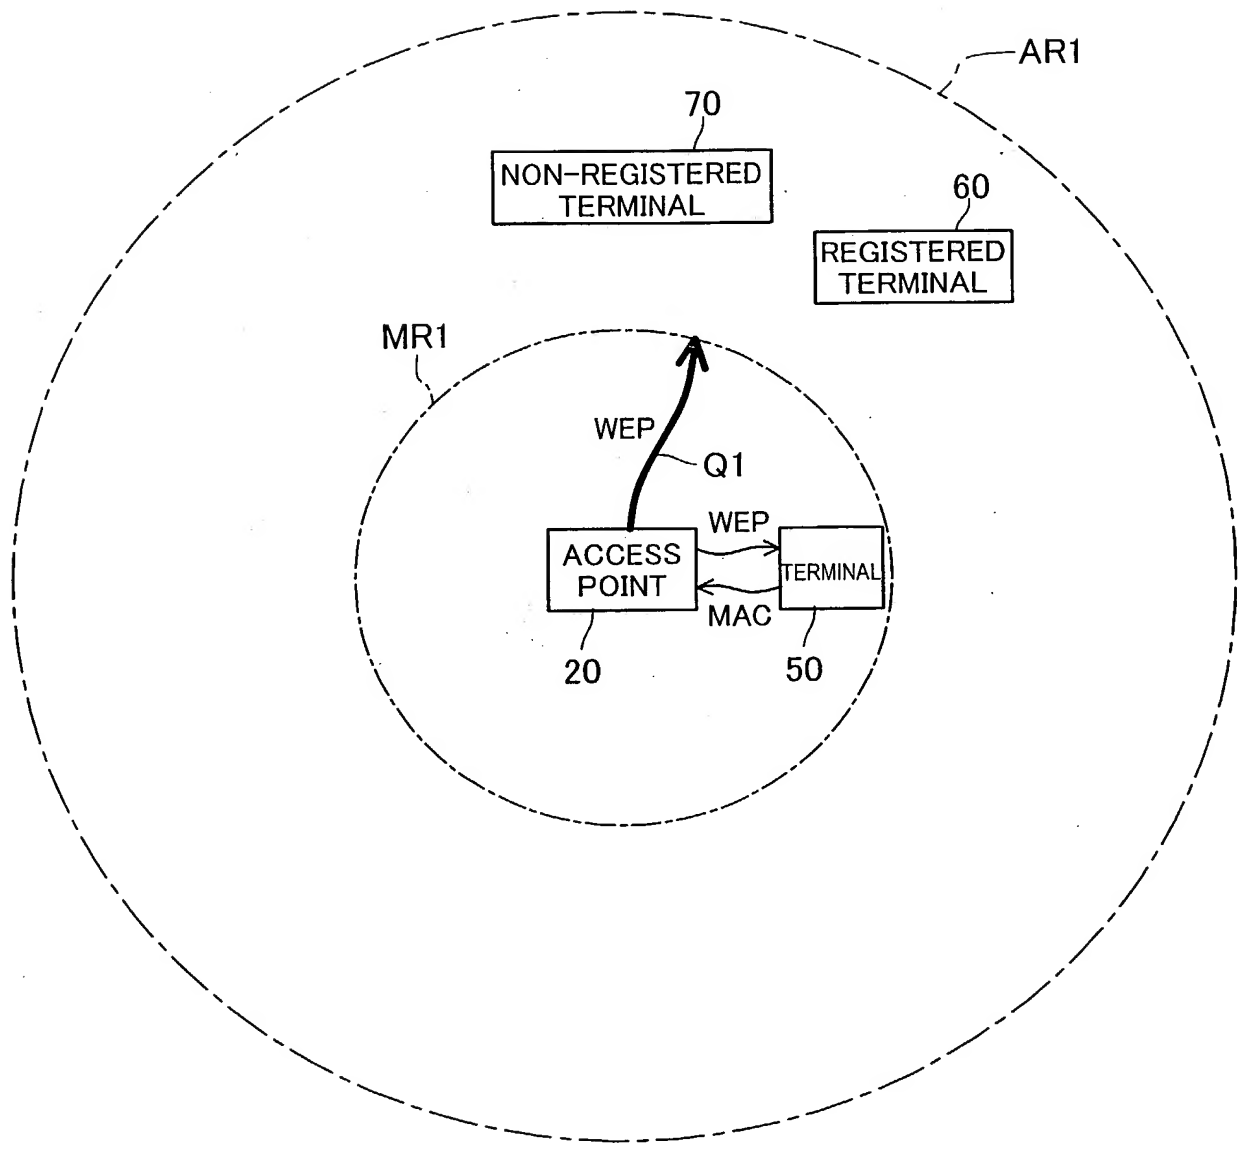 AR1
70
NON-REGISTERED
TERMINAL
60
REGISTERED
TERMINAL
MR1
WEP
Q1
WEP
ACCESS
POINT
TERMINAL
MAC
20
50